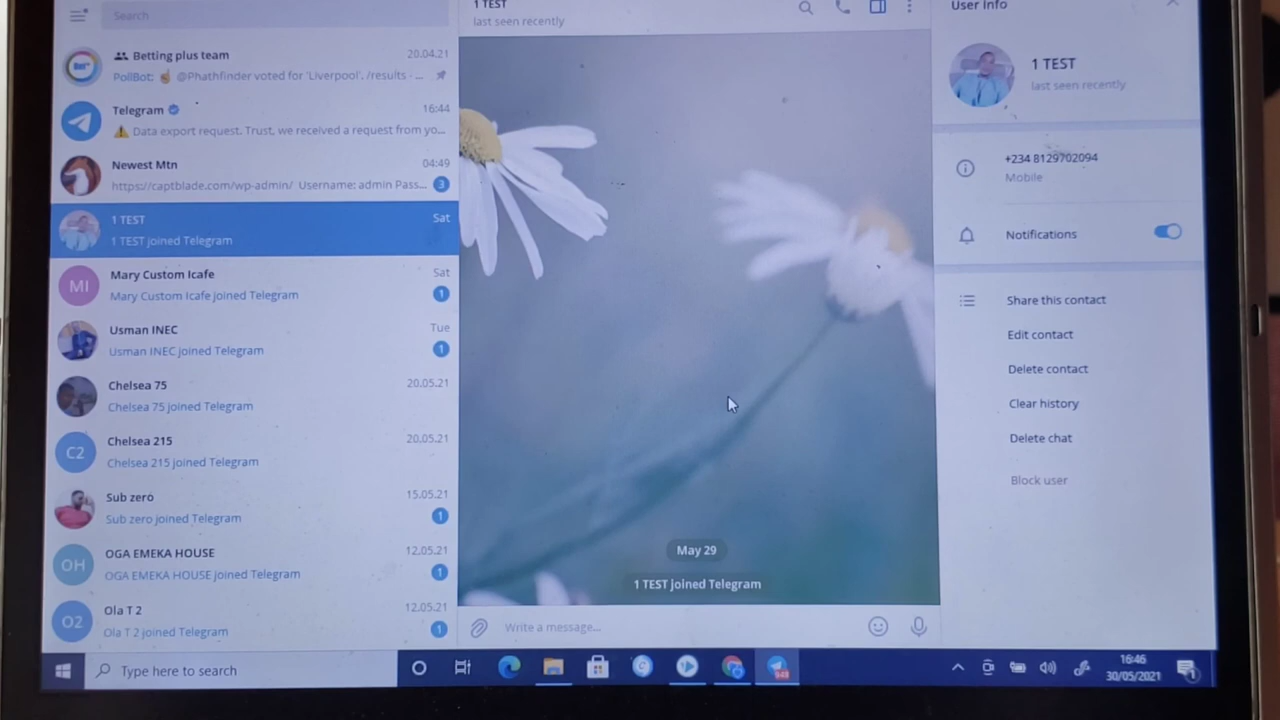 Search
Betting plus team
20.04.21
PollBot: ☝ @Phathfinder voted for 'Liverpool'. /results - ...
Telegram
16:44
⚠ Data export request. Trust, we received a request from yo...
Newest Mtn
04:49
https://captblade.com/wp-admin/ Username: admin Pass...
3
1 TEST
Sat
1 TEST joined Telegram
Mary Custom Icafe
Sat
MI
Mary Custom Icafe joined Telegram
1
Usman INEC
Tue
Usman INEC joined Telegram
1
Chelsea 75
20.05.21
Chelsea 75 joined Telegram
Chelsea 215
20.05.21
C2
Chelsea 215 joined Telegram
Sub zero
15.05.21
Sub zero joined Telegram
1
OGA EMEKA HOUSE
12.05.21
OH
OGA EMEKA HOUSE joined Telegram
1
Ola T 2
12.05.21
O2
Ola T 2 joined Telegram
1
1 TEST
last seen recently
May 29
1 TEST joined Telegram
Write a message...
User Info
1 TEST
last seen recently
+234 8129702094
Mobile
Notifications
Share this contact
Edit contact
Delete contact
Clear history
Delete chat
Block user
Type here to search
16:46
30/05/2021
1